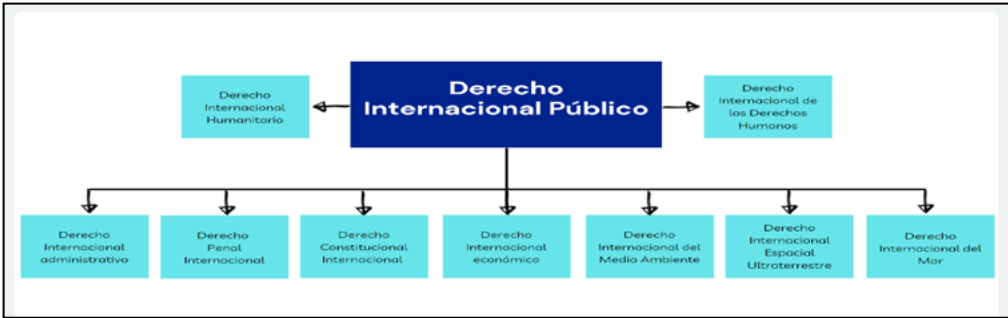 Derecho
Internacional Público
Derecho
Internacional
Humanitario
Derecho
Internacional de
los Derechos
Humanos
Derecho
Internacional
administrativo
Derecho
Penal
Internacional
Derecho
Constitucional
Internacional
Derecho
Internacional
económico
Derecho
Internacional del
Medio Ambiente
Derecho
Internacional
Espacial
Ultraterrestre
Derecho
Internacional del
Mar